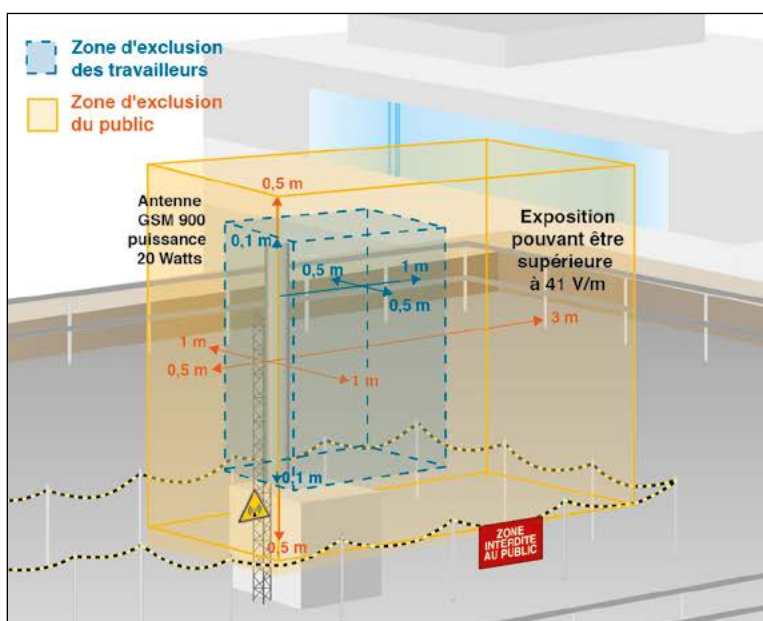 Zone d'exclusion
des travailleurs
Zone d'exclusion
du public
Antenne
GSM 900
puissance
20 Watts
0,5 m
0,1 m
Exposition
pouvant être
supérieure
à 41 V/m
0,5 m
1 m
0,5 m
3 m
1 m
0,5 m
1 m
0,1 m
0,5 m
ZONE
INTERDITE
AU PUBLIC